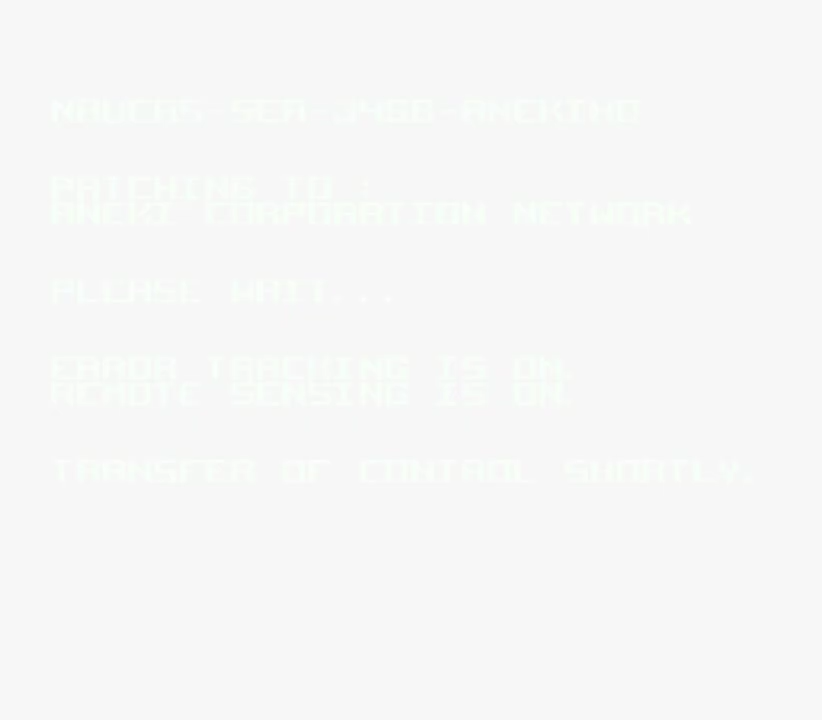 PATCHING TO :
ANEKI CORPORATION NETWORK
PLEASE WAIT...
ERROR TRACKING IS ON.
REMOTE SENSING IS ON.
TRANSFER OF CONTROL SHORTLY.